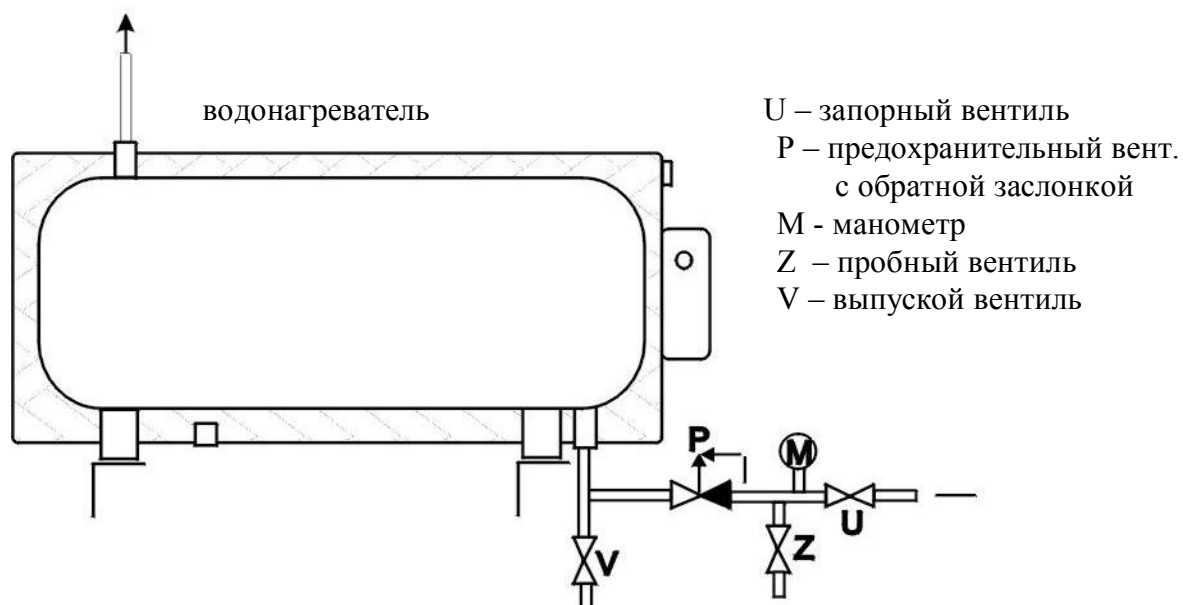 водонагреватель
U – запорный вентиль
P – предохранительный вент.
с обратной заслонкой
M - манометр
Z – пробный вентиль
V – выпуской вентиль
P
M
U
Z
V